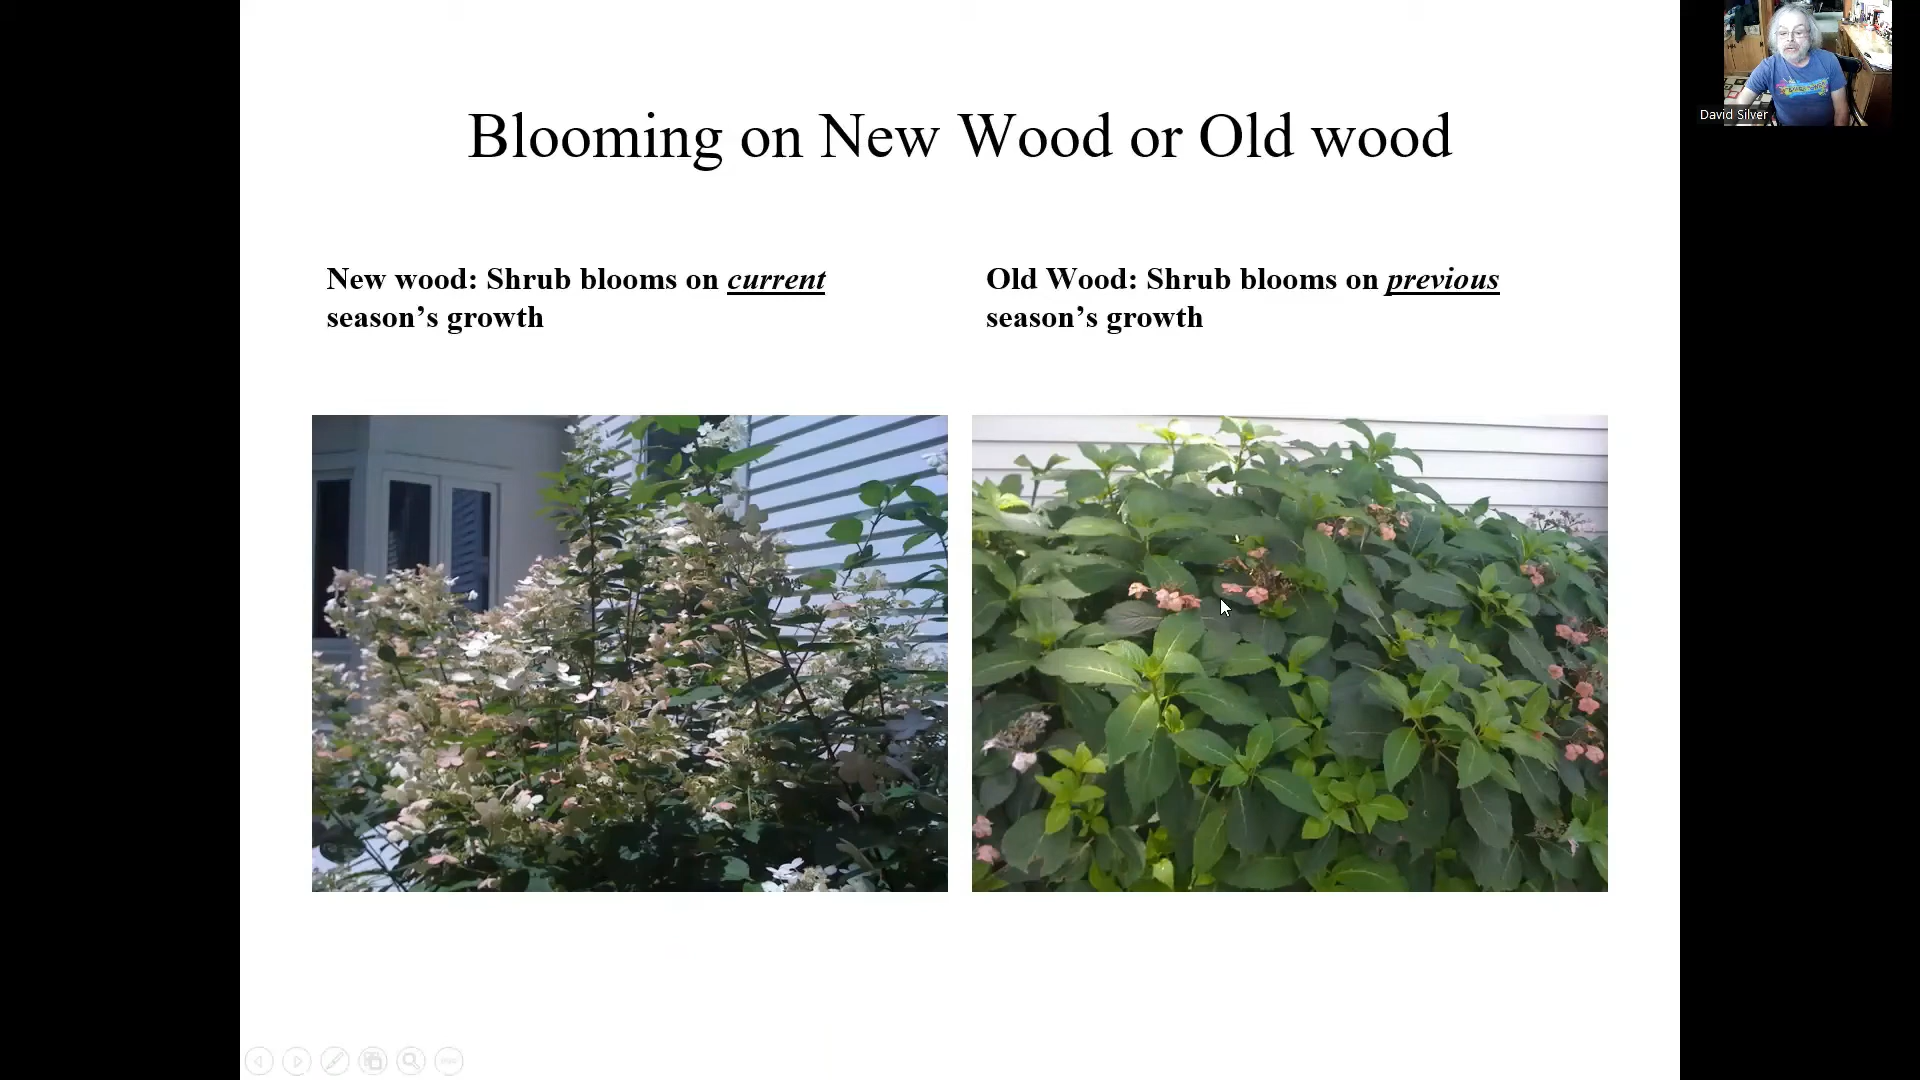 David Silver
Blooming on New Wood or Old wood
New wood: Shrub blooms on current
season’s growth
Old Wood: Shrub blooms on previous
season’s growth